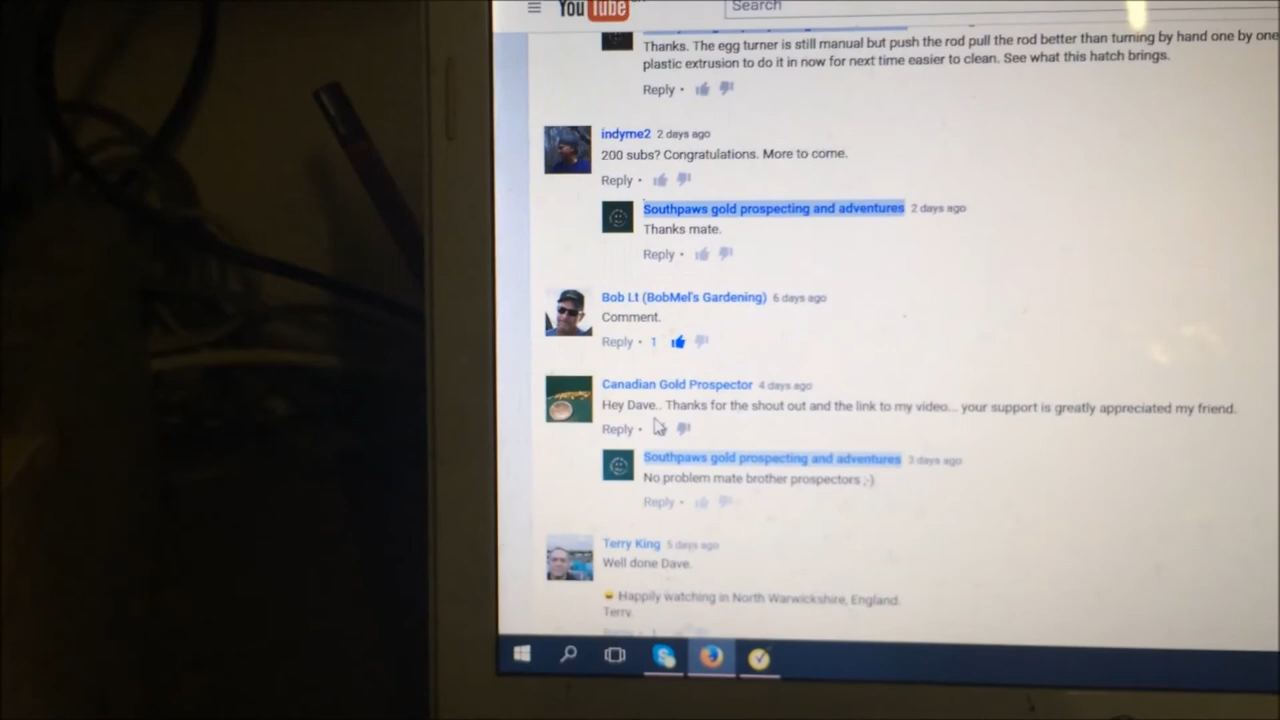 YouTube
Search
Thanks. The egg turner is still manual but push the rod pull the rod better than turning by hand one by one
plastic extrusion to do it in now for next time easier to clean. See what this hatch brings.
Reply •
indyme2 2 days ago
200 subs? Congratulations. More to come.
Reply •
Southpaws gold prospecting and adventures 2 days ago
Thanks mate.
Reply •
Bob Lt (BobMel's Gardening) 6 days ago
Comment.
Reply • 1
Canadian Gold Prospector 4 days ago
Hey Dave.. Thanks for the shout out and the link to my video... your support is greatly appreciated my friend.
Reply •
Southpaws gold prospecting and adventures 3 days ago
No problem mate brother prospectors ;-)
Reply •
Terry King 5 days ago
Well done Dave.
Happily watching in North Warwickshire, England.
Terry.